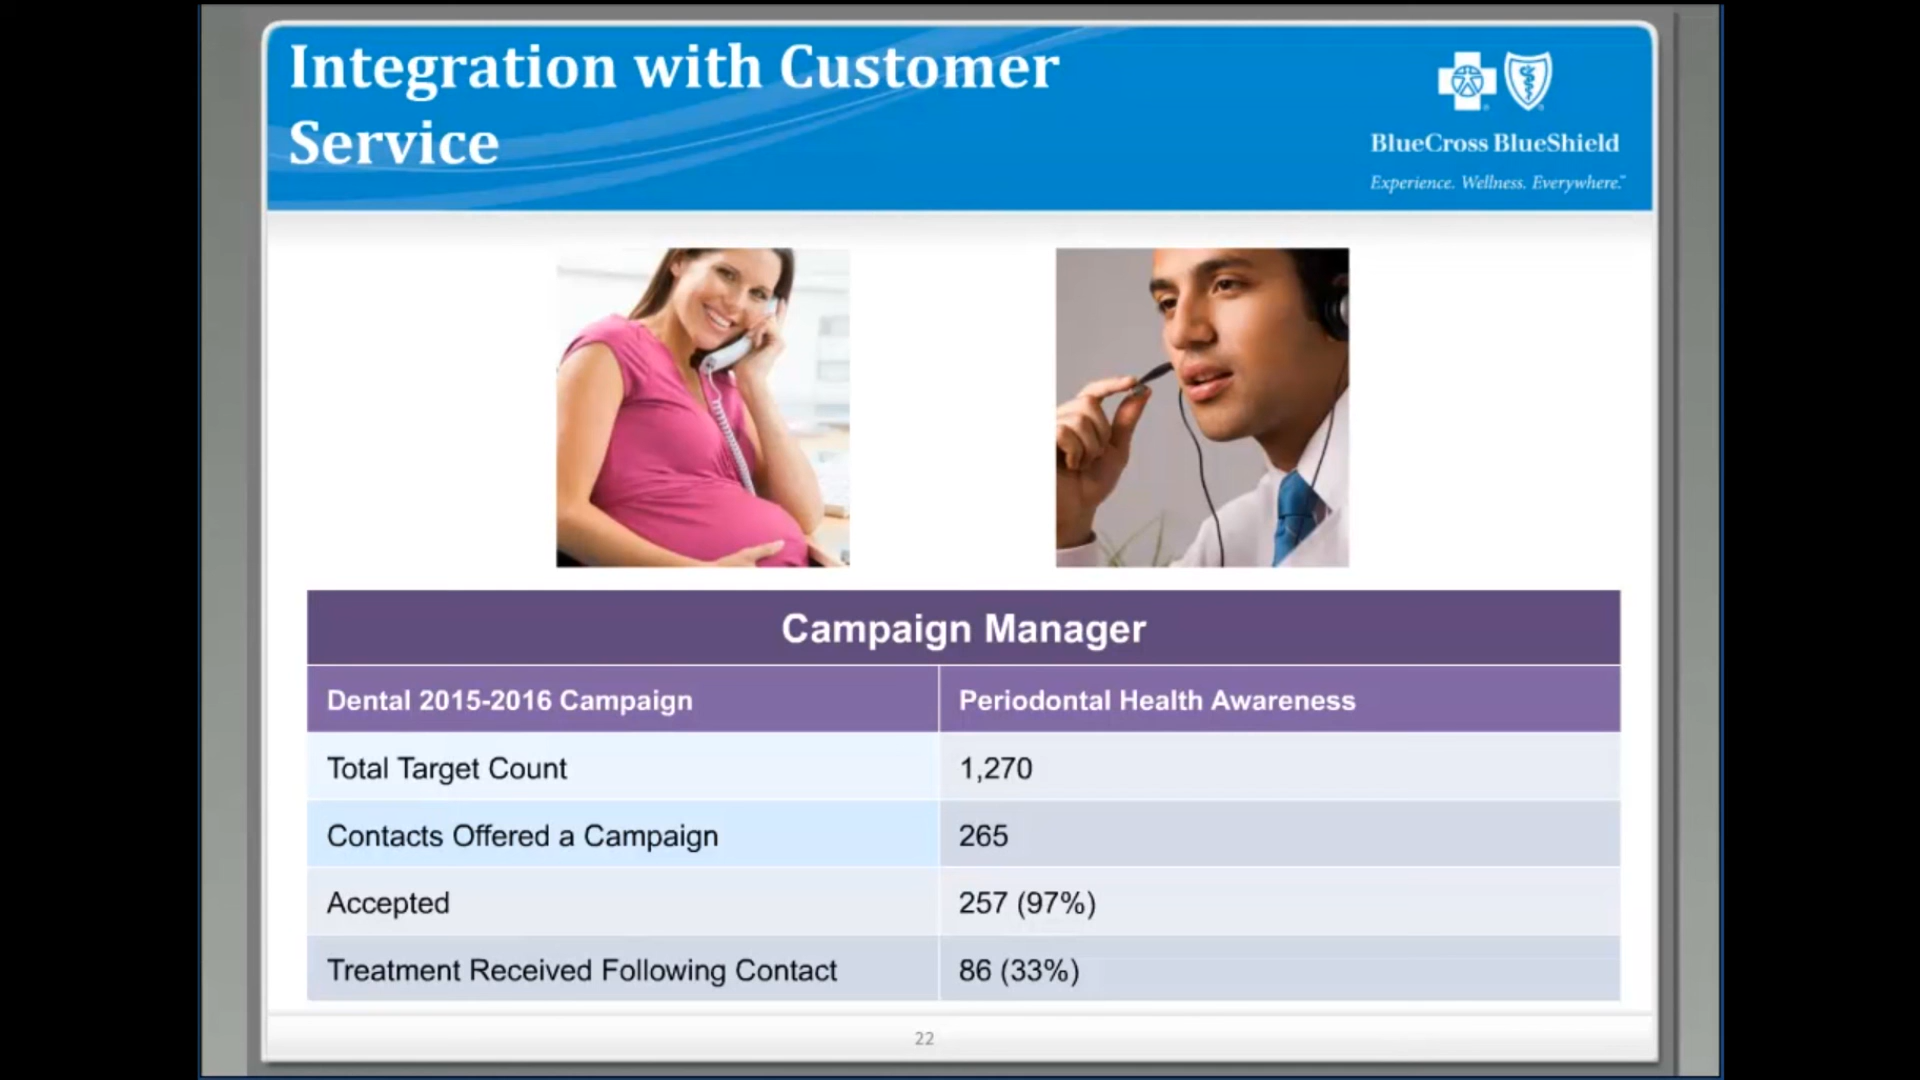 Integration with Customer
Service
BlueCross BlueShield
Experience. Wellness. Everywhere.℠
Campaign Manager
Dental 2015-2016 Campaign
Periodontal Health Awareness
Total Target Count
1,270
Contacts Offered a Campaign
265
Accepted
257 (97%)
Treatment Received Following Contact
86 (33%)
22